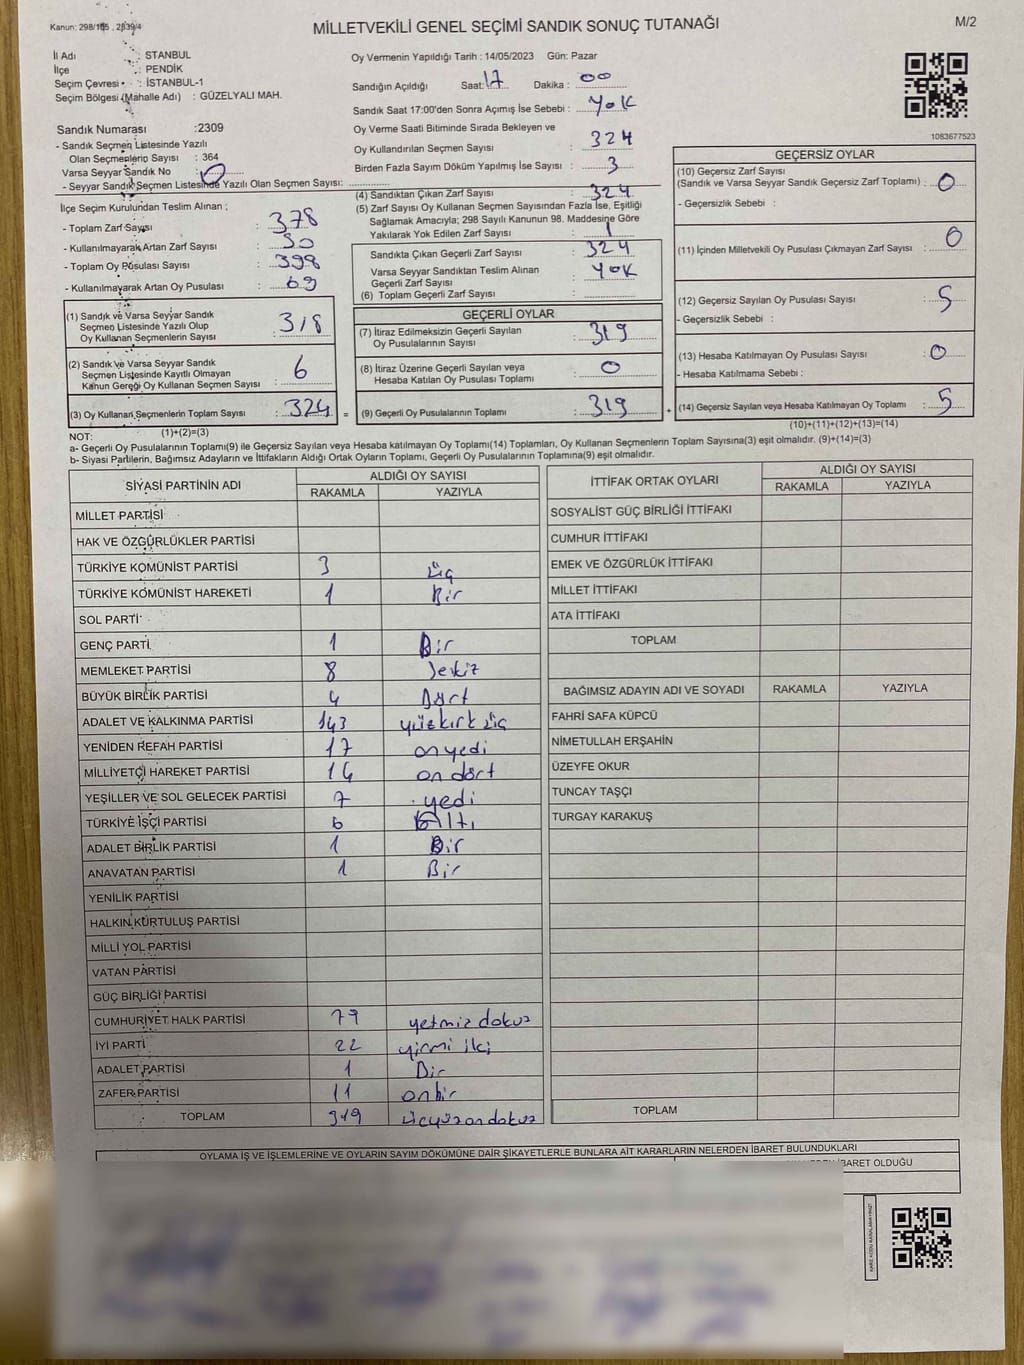 Kanun: 298/105 , 2839/4
MİLLETVEKİLİ GENEL SEÇİMİ SANDIK SONUÇ TUTANAĞI
M/2
İl Adı : İSTANBUL
İlçe : PENDİK
Seçim Çevresi : İSTANBUL-1
Seçim Bölgesi (Mahalle Adı) : GÜZELYALI MAH.
Oy Vermenin Yapıldığı Tarih : 14/05/2023 Gün: Pazar
Sandığın Açıldığı Saat: 17 Dakika : 00
Sandık Saat 17:00'den Sonra Açımış İse Sebebi : YOK
1083677523
Sandık Numarası :2309
- Sandık Seçmen Listesinde Yazılı
Olan Seçmenlerin Sayısı : 364
Varsa Seyyar Sandık No : 0
- Seyyar Sandık Seçmen Listesinde Yazılı Olan Seçmen Sayısı:
Oy Verme Saati Bitiminde Sırada Bekleyen ve
Oy Kullandırılan Seçmen Sayısı : 324
Birden Fazla Sayım Döküm Yapılmış İse Sayısı : 3
İlçe Seçim Kurulundan Teslim Alınan ;
- Toplam Zarf Sayısı : 378
- Kullanılmayarak Artan Zarf Sayısı :
- Toplam Oy Pusulası Sayısı : 398
- Kullanılmayarak Artan Oy Pusulası : 69
(4) Sandıktan Çıkan Zarf Sayısı : 324
(5) Zarf Sayısı Oy Kullanan Seçmen Sayısından Fazla İse, Eşitliği
Sağlamak Amacıyla; 298 Sayılı Kanunun 98. Maddesine Göre
Yakılarak Yok Edilen Zarf Sayısı : 1
Sandıkta Çıkan Geçerli Zarf Sayısı : 324
Varsa Seyyar Sandıktan Teslim Alınan
Geçerli Zarf Sayısı : YOK
(6) Toplam Geçerli Zarf Sayısı :
GEÇERSİZ OYLAR
(10) Geçersiz Zarf Sayısı
(Sandık ve Varsa Seyyar Sandık Geçersiz Zarf Toplamı) : 0
- Geçersizlik Sebebi :
(11) İçinden Milletvekili Oy Pusulası Çıkmayan Zarf Sayısı : 0
(12) Geçersiz Sayılan Oy Pusulası Sayısı : 5
- Geçersizlik Sebebi :
(13) Hesaba Katılmayan Oy Pusulası Sayısı : 0
- Hesaba Katılmama Sebebi :
(14) Geçersiz Sayılan veya Hesaba Katılmayan Oy Toplamı : 5
(10)+(11)+(12)+(13)=(14)
(1) Sandık ve Varsa Seyyar Sandık
Seçmen Listesinde Yazılı Olup
Oy Kullanan Seçmenlerin Sayısı : 318
(2) Sandık ve Varsa Seyyar Sandık
Seçmen Listesinde Kayıtlı Olmayan
Kanun Gereği Oy Kullanan Seçmen Sayısı : 6
(3) Oy Kullanan Seçmenlerin Toplam Sayısı : 324 =
(1)+(2)=(3)
GEÇERLİ OYLAR
(7) İtiraz Edilmeksizin Geçerli Sayılan
Oy Pusulalarının Sayısı : 319
(8) İtiraz Üzerine Geçerli Sayılan veya
Hesaba Katılan Oy Pusulası Toplamı : 0
(9) Geçerli Oy Pusulalarının Toplamı : 319 +
NOT:
a- Geçerli Oy Pusulalarının Toplamı(9) ile Geçersiz Sayılan veya Hesaba katılmayan Oy Toplamı(14) Toplamları, Oy Kullanan Seçmenlerin Toplam Sayısına(3) eşit olmalıdır. (9)+(14)=(3)
b- Siyasi Partilerin, Bağımsız Adayların ve İttifakların Aldığı Ortak Oyların Toplamı, Geçerli Oy Pusulalarının Toplamına(9) eşit olmalıdır.
SİYASİ PARTİNİN ADI ALDIĞI OY SAYISI
RAKAMLA YAZIYLA
MİLLET PARTİSİ
HAK VE ÖZGÜRLÜKLER PARTİSİ
TÜRKİYE KOMÜNİST PARTİSİ 3 üç
TÜRKİYE KOMÜNİST HAREKETİ 1 Bir
SOL PARTİ
GENÇ PARTİ 1 Bir
MEMLEKET PARTİSİ 8 Sekiz
BÜYÜK BİRLİK PARTİSİ 4 Dört
ADALET VE KALKINMA PARTİSİ 143 yüzkırk üç
YENİDEN REFAH PARTİSİ 17 onyedi
MİLLİYETÇİ HAREKET PARTİSİ 14 on dört
YEŞİLLER VE SOL GELECEK PARTİSİ 7 yedi
TÜRKİYE İŞÇİ PARTİSİ 6 Altı
ADALET BİRLİK PARTİSİ 1 Bir
ANAVATAN PARTİSİ 1 Bir
YENİLİK PARTİSİ
HALKIN KURTULUŞ PARTİSİ
MİLLİ YOL PARTİSİ
VATAN PARTİSİ
GÜÇ BİRLİĞİ PARTİSİ
CUMHURİYET HALK PARTİSİ 79 yetmiz dokuz
İYİ PARTİ 22 yirmi iki
ADALET PARTİSİ 1 Bir
ZAFER PARTİSİ 11 onbir
TOPLAM 319 üçyüzondokuz
İTTİFAK ORTAK OYLARI ALDIĞI OY SAYISI
RAKAMLA YAZIYLA
SOSYALİST GÜÇ BİRLİĞİ İTTİFAKI
CUMHUR İTTİFAKI
EMEK VE ÖZGÜRLÜK İTTİFAKI
MİLLET İTTİFAKI
ATA İTTİFAKI
TOPLAM
BAĞIMSIZ ADAYIN ADI VE SOYADI RAKAMLA YAZIYLA
FAHRİ SAFA KÜPCÜ
NİMETULLAH ERŞAHİN
ÜZEYFE OKUR
TUNCAY TAŞÇI
TURGAY KARAKUŞ
TOPLAM
OYLAMA İŞ VE İŞLEMLERİNE VE OYLARIN SAYIM DÖKÜMÜNE DAİR ŞİKAYETLERLE BUNLARA AİT KARARLARIN NELERDEN İBARET BULUNDUKLARI
İBARET OLDUĞU